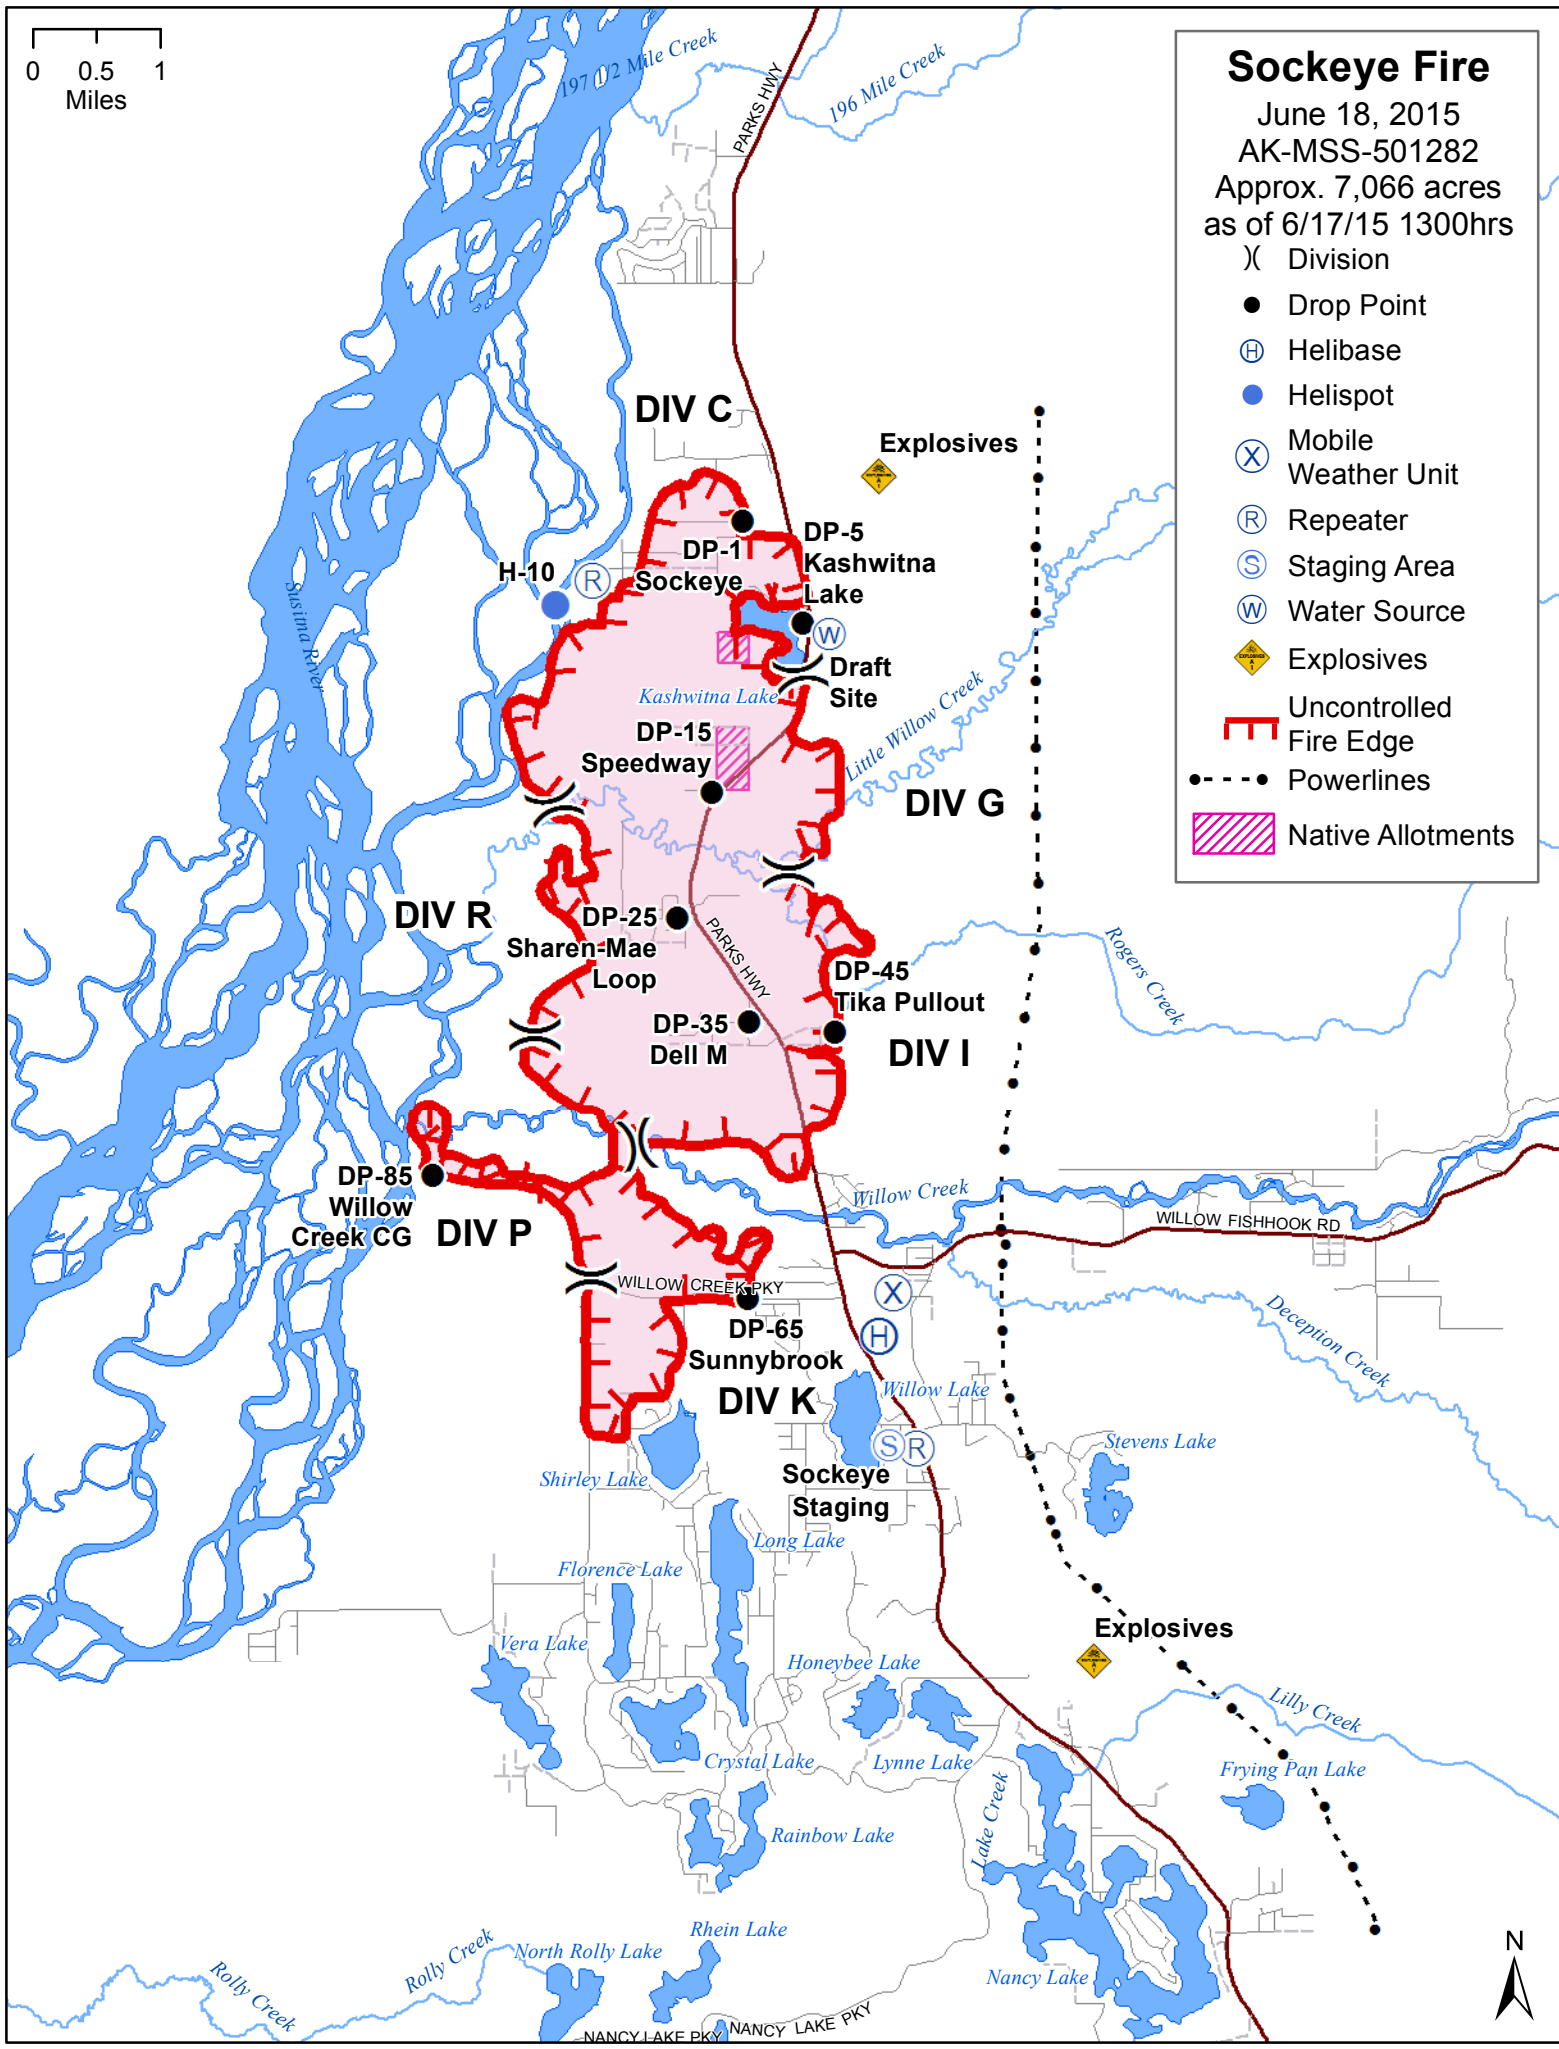 0 0.5 1
Miles
197 1/2 Mile Creek
196 Mile Creek
PARKS HWY
Sockeye Fire
June 18, 2015
AK-MSS-501282
Approx. 7,066 acres
as of 6/17/15 1300hrs
Division
Drop Point
H Helibase
Helispot
X Mobile
Weather Unit
R Repeater
S Staging Area
W Water Source
Explosives
Uncontrolled
Fire Edge
Powerlines
Native Allotments
DIV C
Explosives
DP-1
Sockeye
DP-5
Kashwitna
Lake
H-10
R
W
Draft
Site
Susitna River
Kashwitna Lake
DP-15
Speedway
Little Willow Creek
DIV G
DIV R
DP-25
Sharen-Mae
Loop
PARKS HWY
DP-45
Tika Pullout
Rogers Creek
DP-35
Dell M
DIV I
DP-85
Willow
Creek CG
DIV P
Willow Creek
WILLOW FISHHOOK RD
WILLOW CREEK PKY
X
H
DP-65
Sunnybrook
Deception Creek
DIV K
Willow Lake
S R
Sockeye
Staging
Stevens Lake
Shirley Lake
Long Lake
Florence Lake
Vera Lake
Explosives
Honeybee Lake
Lilly Creek
Crystal Lake
Lynne Lake
Frying Pan Lake
Lake Creek
Rainbow Lake
Rhein Lake
North Rolly Lake
Rolly Creek
Rolly Creek
Nancy Lake
NANCY LAKE PKY
NANCY LAKE PKY
N